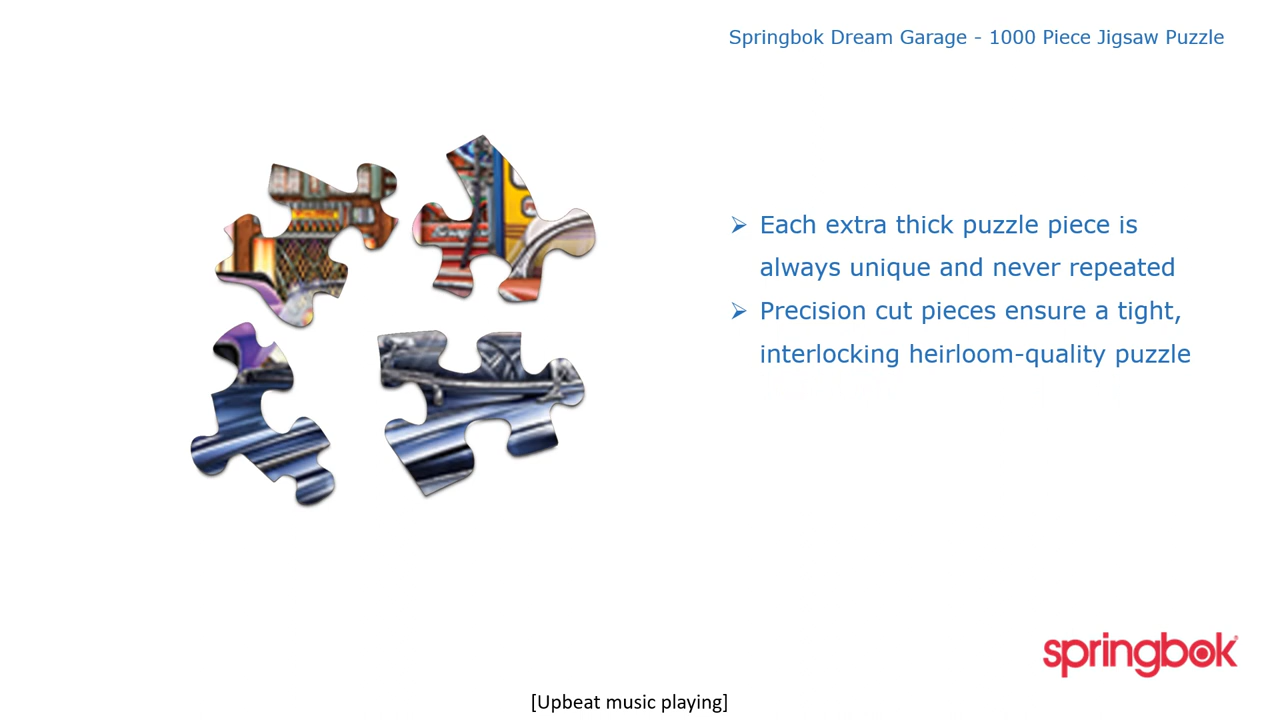 Springbok Dream Garage - 1000 Piece Jigsaw Puzzle
➢ Each extra thick puzzle piece is
always unique and never repeated
➢ Precision cut pieces ensure a tight,
interlocking heirloom-quality puzzle
springbok
[Upbeat music playing]